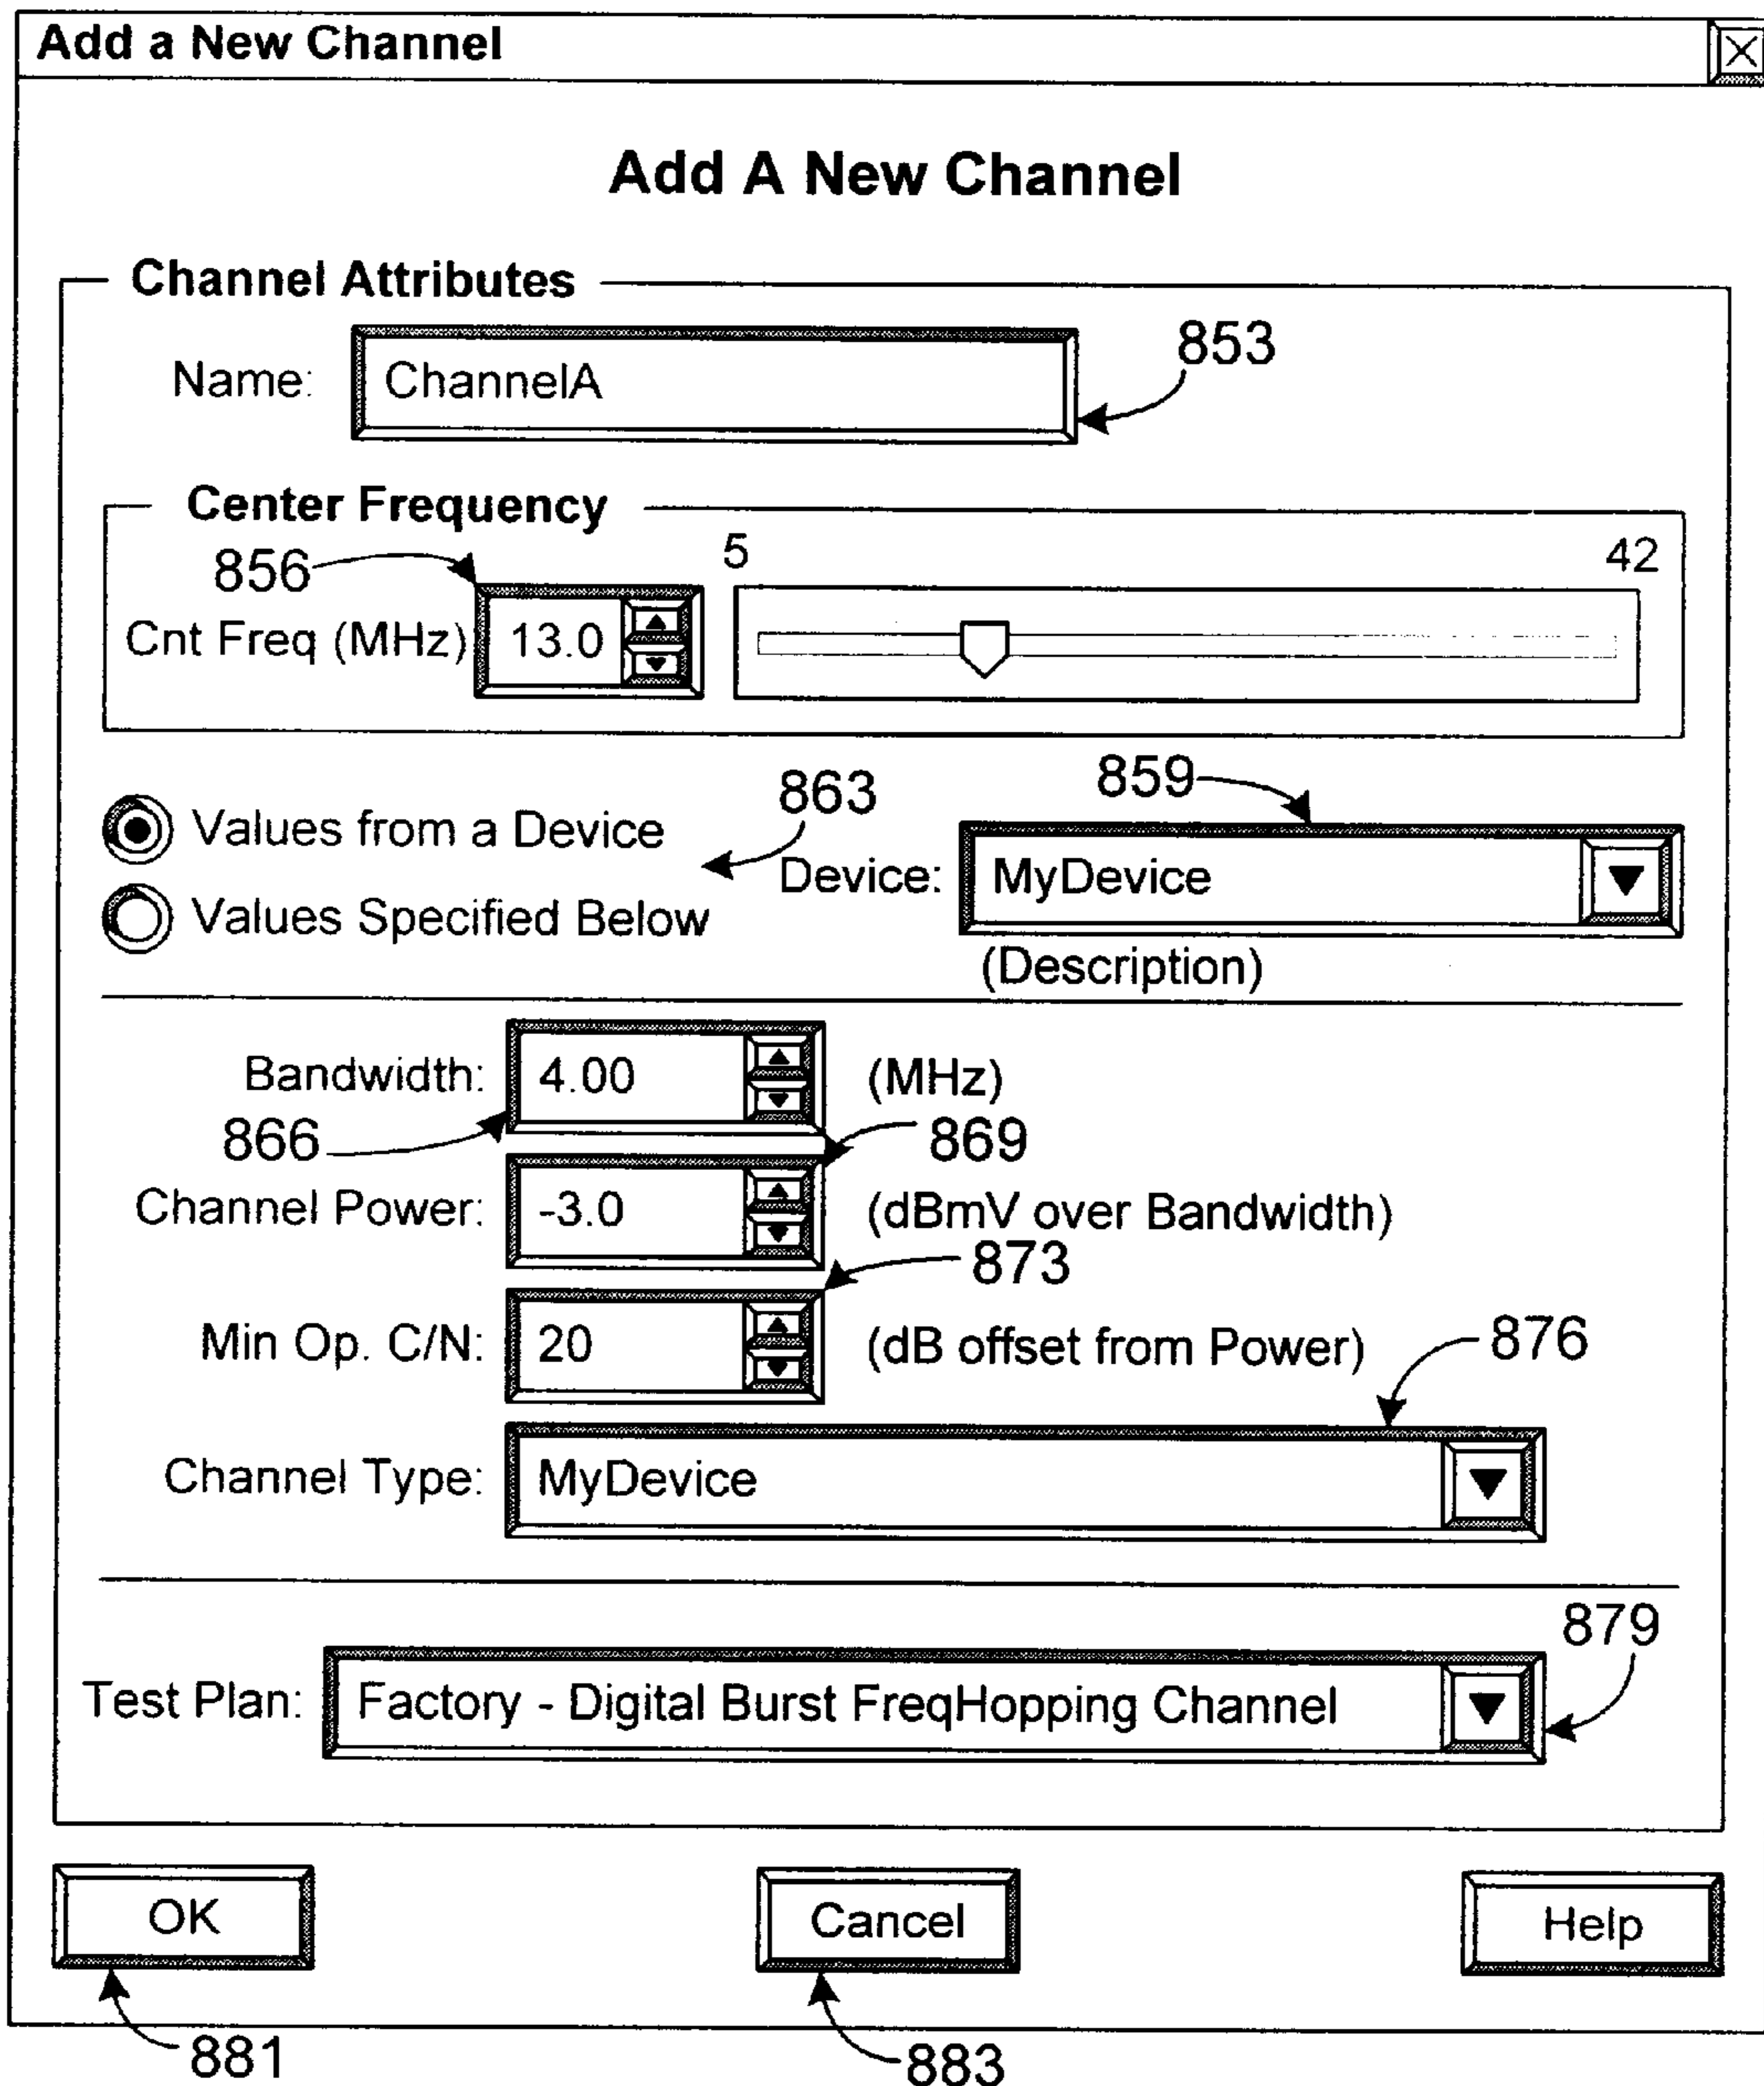 Add a New Channel
Add A New Channel
Channel Attributes
Name: ChannelA 853
Center Frequency
856 5 42
Cnt Freq (MHz) 13.0
Values from a Device 863 859
Values Specified Below Device: MyDevice
(Description)
Bandwidth: 4.00 (MHz)
866 869
Channel Power: -3.0 (dBmV over Bandwidth)
873
Min Op. C/N: 20 (dB offset from Power) 876
Channel Type: MyDevice
879
Test Plan: Factory - Digital Burst FreqHopping Channel
OK Cancel Help
881 883